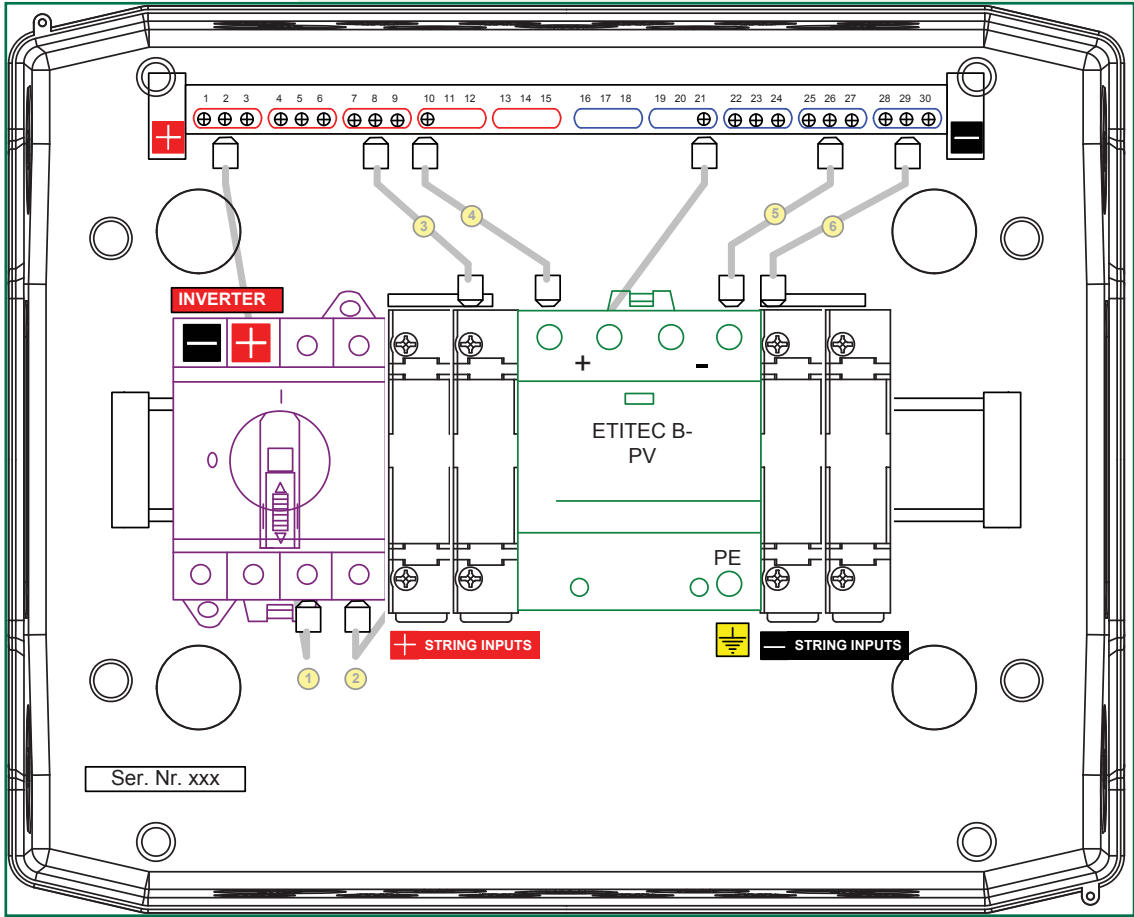 1 2 3 4 5 6 7 8 9 10 11 12 13 14 15 16 17 18 19 20 21 22 23 24 25 26 27 28 29 30
+ −
3 4 5 6
INVERTER
− +
+ -
I
O
ETITEC B-
PV
PE
+ STRING INPUTS
− STRING INPUTS
1 2
Ser. Nr. xxx